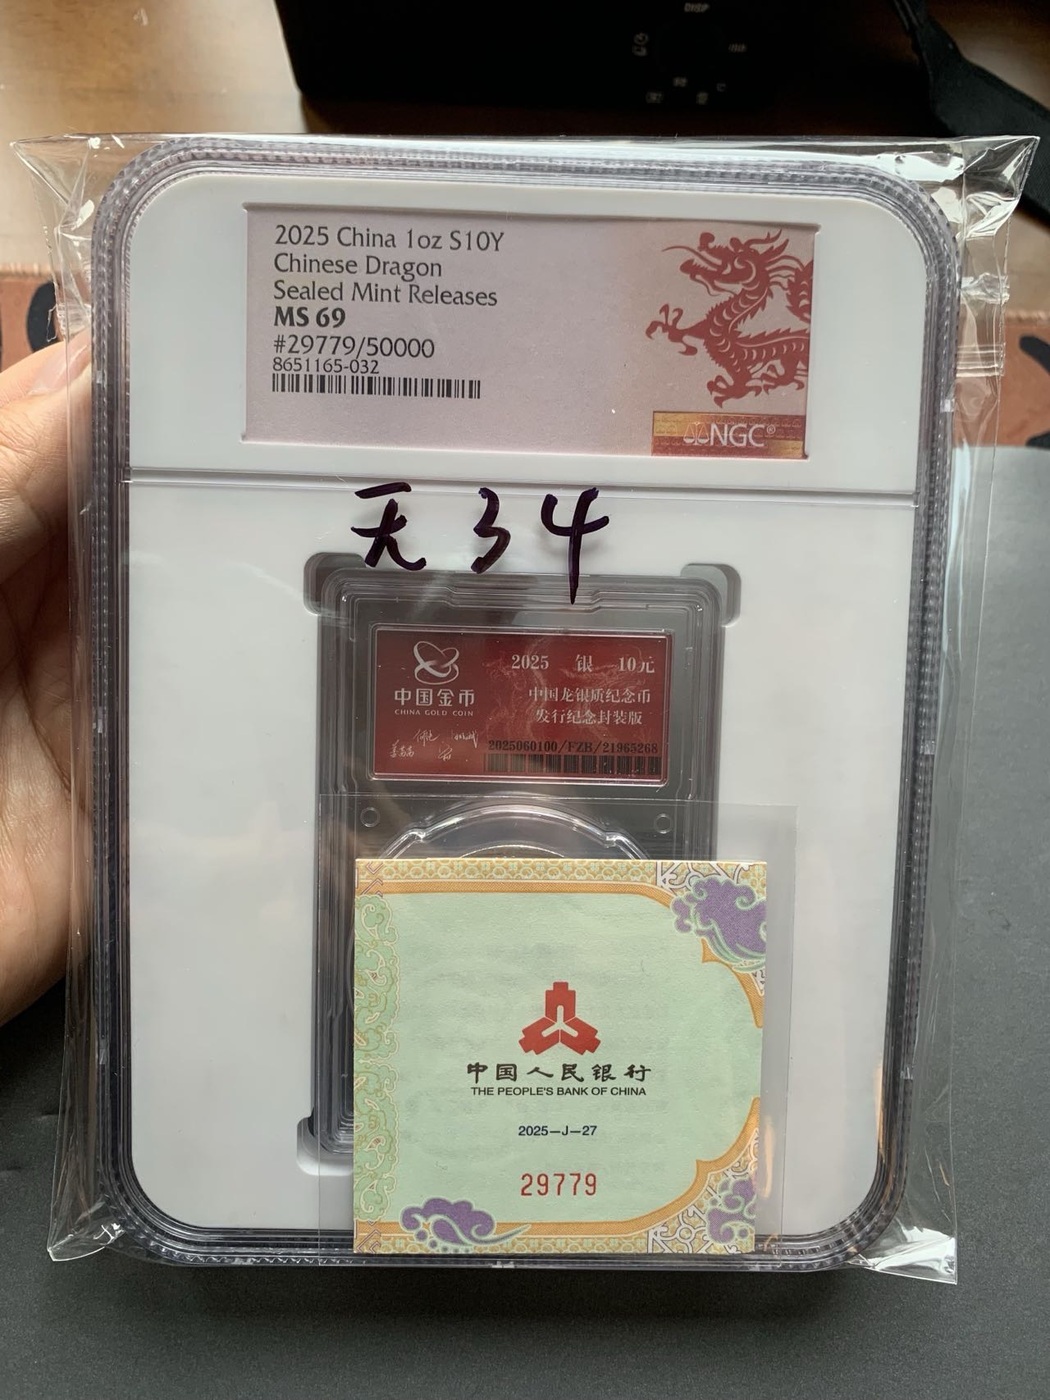 DISP
2025 China 1oz S10Y
Chinese Dragon
Sealed Mint Releases
MS 69
#29779/50000
8651165-032
NGC®
无34
中国金币
CHINA GOLD COIN
2025 银 10元
中国龙银质纪念币
发行纪念封装版
2025060100/FZB/21965268
中国人民银行
THE PEOPLE'S BANK OF CHINA
2025—J—27
29779